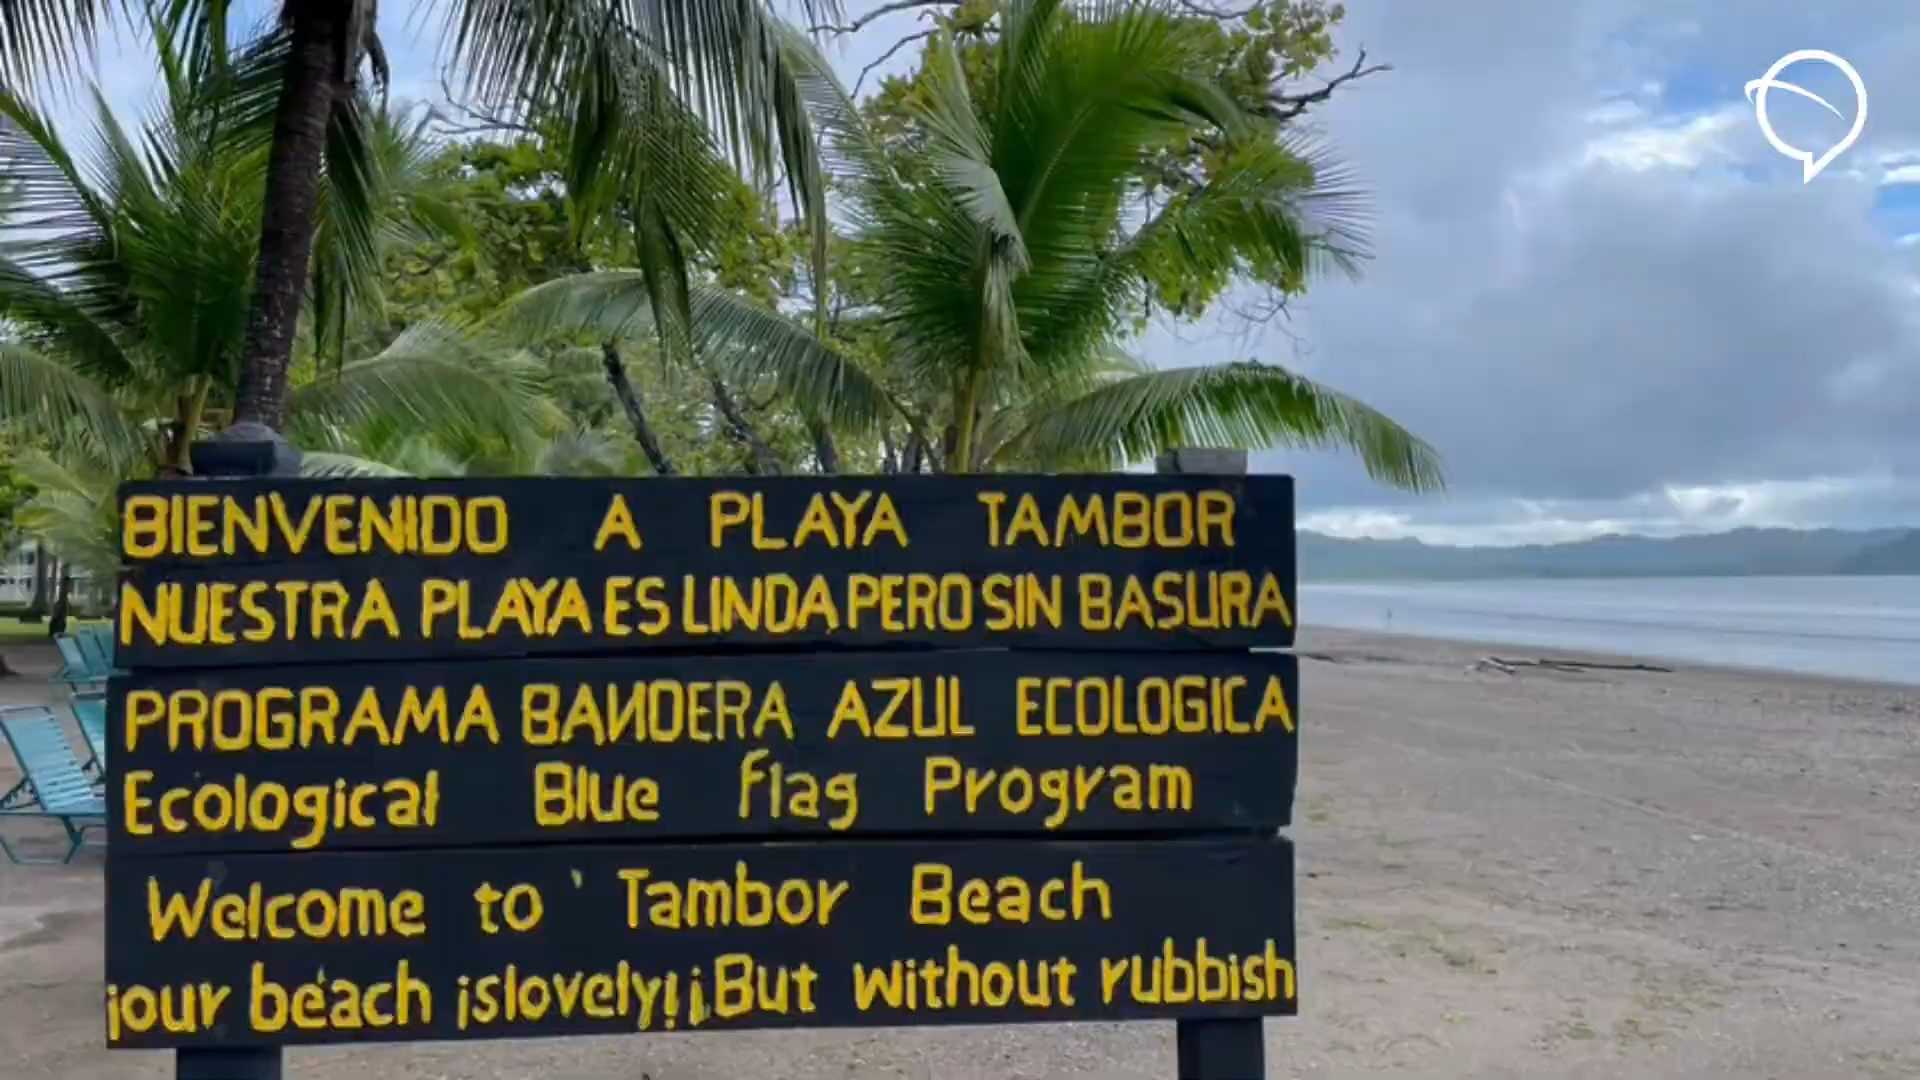 BIENVENIDO A PLAYA TAMBOR
NUESTRA PLAYA ES LINDA PERO SIN BASURA
PROGRAMA BANDERA AZUL ECOLOGICA
Ecological Blue flag Program
Welcome to Tambor Beach
¡our beach islovely!¡¡But without rubbish